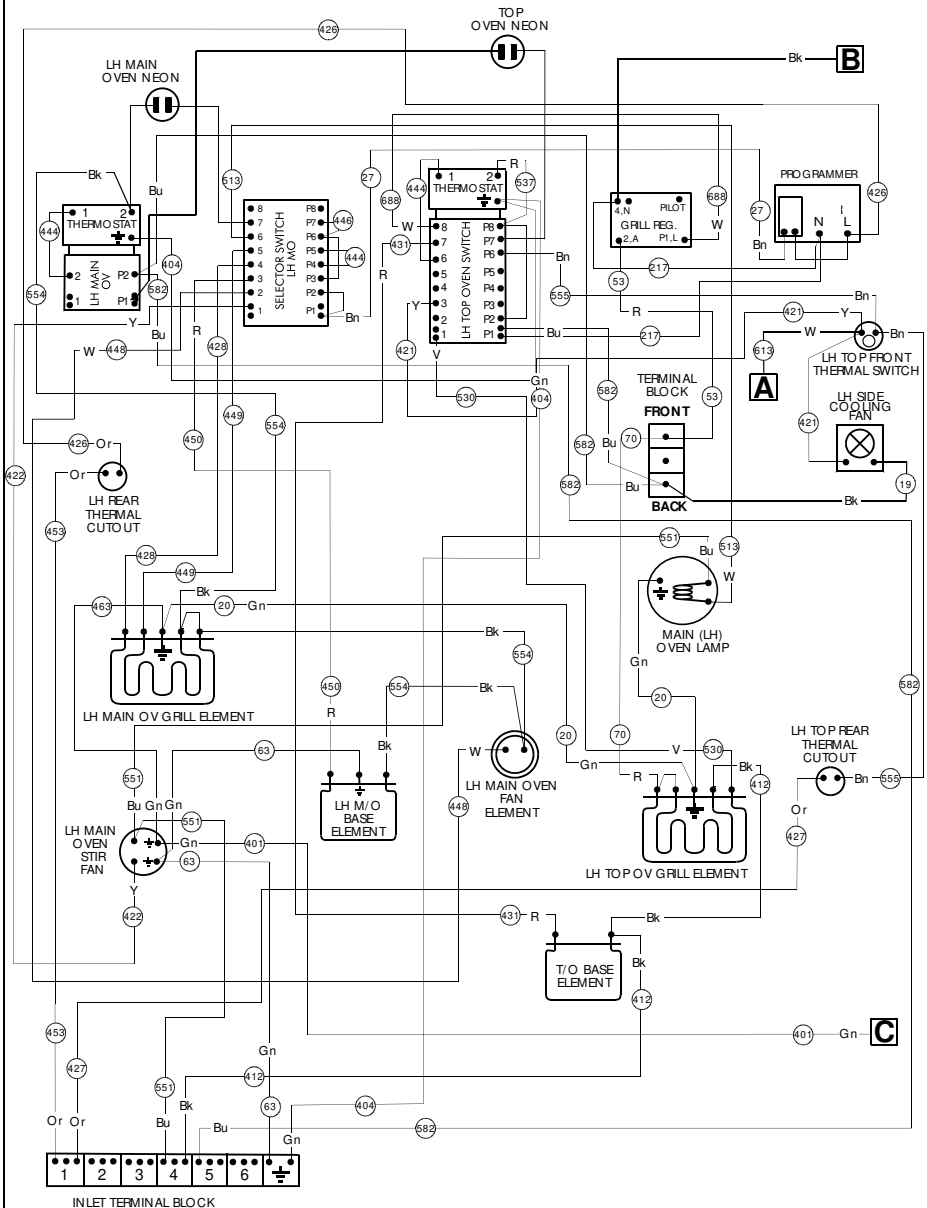 TOP
OVEN NEON
426
Bk
B
LH MAIN
OVEN NEON
Bk
Bu
513
27
688
444
1
2
R
537
THERMOSTAT
688
W
PROGRAMMER
426
N
L
27
Bn
4,N
PILOT
GRILL REG.
2,A
P1,L
217
53
R
217
444
1
2
THERMOSTAT
404
554
2
1
LH MAIN
OV
P2
P1
582
Y
Bu
8
7
6
5
4
3
2
1
SELECTOR SWITCH
LH MO
P8
P7
P6
P5
P4
P3
P2
P1
446
444
Bn
W
431
R
8
7
6
5
4
3
2
1
LH TOP OVEN SWITCH
P8
P7
P6
P5
P4
P3
P2
P1
Bn
555
Bu
Y
421
V
530
W
448
R
428
449
450
554
Gn
404
582
582
Bu
582
Bn
421
Y
W
613
A
Bn
LH TOP FRONT
THERMAL SWITCH
LH SIDE
COOLING
FAN
421
19
Bk
TERMINAL
BLOCK
FRONT
53
70
Bu
BACK
426
Or
422
Or
LH REAR
THERMAL
CUTOUT
453
428
449
Bk
463
20
Gn
551
Bu
513
W
MAIN (LH)
OVEN LAMP
Gn
20
582
Bk
554
LH MAIN OV GRILL ELEMENT
450
R
554
Bk
Bk
LH M/O
BASE
ELEMENT
W
448
LH MAIN OVEN
FAN
ELEMENT
20
Gn
70
R
V
530
Bk
412
LH TOP OV GRILL ELEMENT
LH TOP REAR
THERMAL
CUTOUT
Bn
555
Or
427
63
551
Bu
Gn
Gn
551
LH MAIN
OVEN
STIR
FAN
Gn
401
63
Y
422
431
R
Bk
T/O BASE
ELEMENT
Bk
412
401
Gn
C
453
427
551
Bk
412
Gn
63
404
Gn
Or
Or
Bu
Bu
582
1
2
3
4
5
6
INLET TERMINAL BLOCK